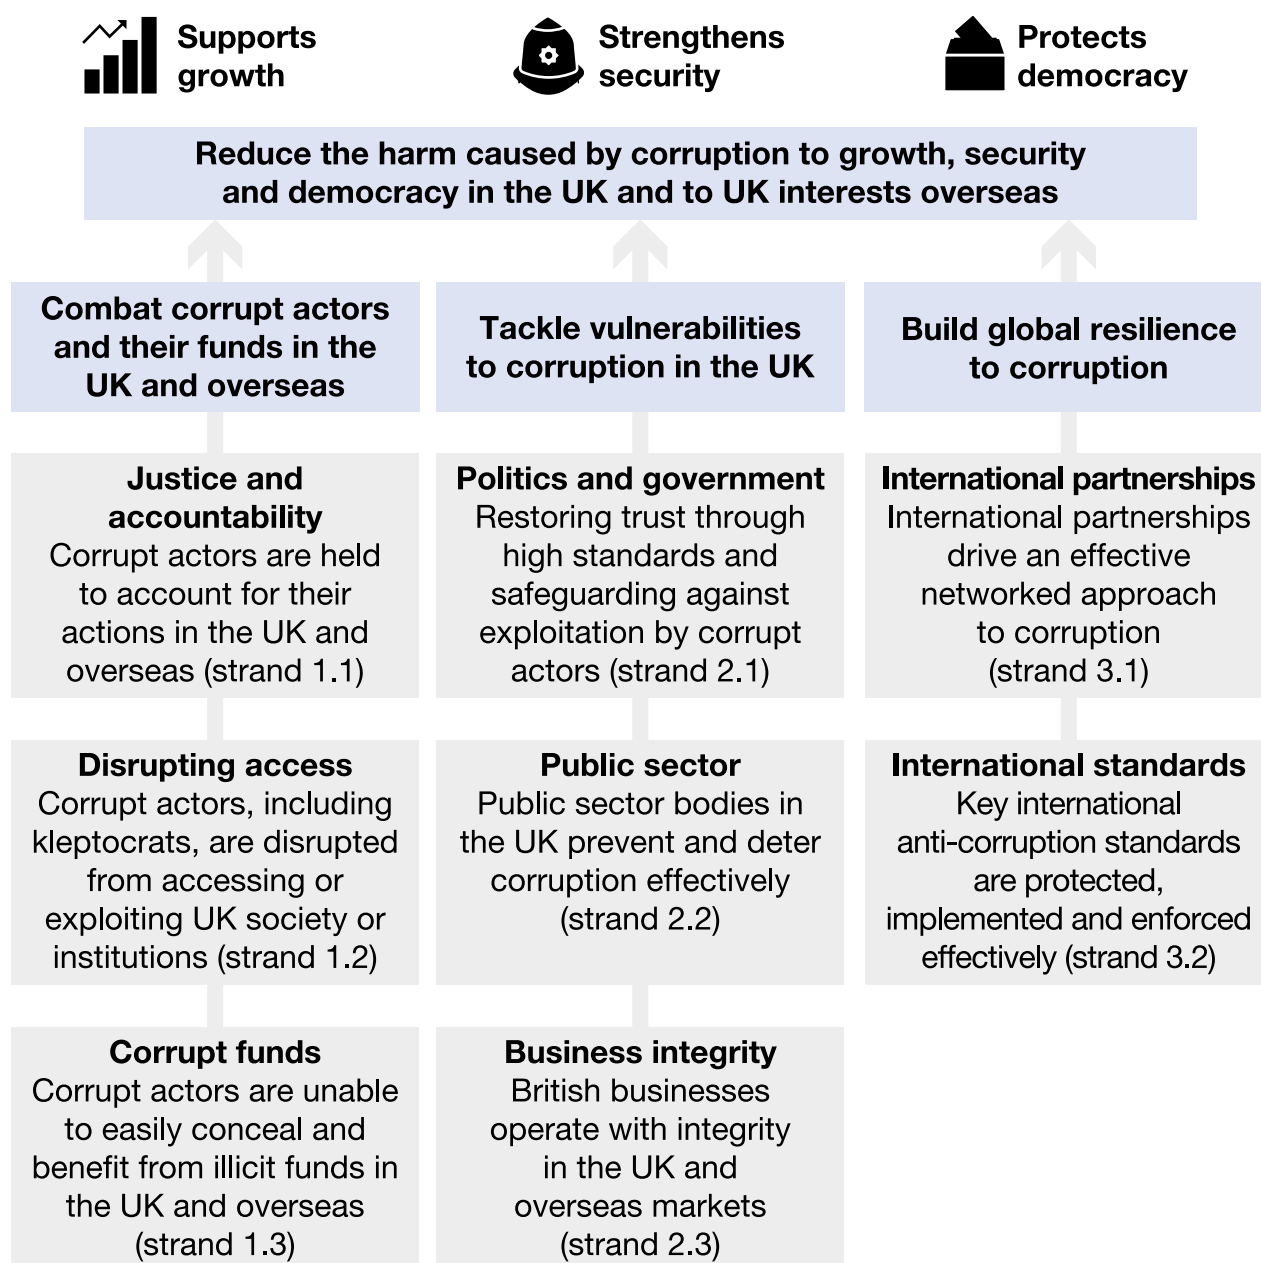 Supports
growth
Strengthens
security
Protects
democracy
Reduce the harm caused by corruption to growth, security
and democracy in the UK and to UK interests overseas
Combat corrupt actors
and their funds in the
UK and overseas
Justice and
accountability
Corrupt actors are held
to account for their
actions in the UK and
overseas (strand 1.1)
Disrupting access
Corrupt actors, including
kleptocrats, are disrupted
from accessing or
exploiting UK society or
institutions (strand 1.2)
Corrupt funds
Corrupt actors are unable
to easily conceal and
benefit from illicit funds in
the UK and overseas
(strand 1.3)
Tackle vulnerabilities
to corruption in the UK
Politics and government
Restoring trust through
high standards and
safeguarding against
exploitation by corrupt
actors (strand 2.1)
Public sector
Public sector bodies in
the UK prevent and deter
corruption effectively
(strand 2.2)
Business integrity
British businesses
operate with integrity
in the UK and
overseas markets
(strand 2.3)
Build global resilience
to corruption
International partnerships
International partnerships
drive an effective
networked approach
to corruption
(strand 3.1)
International standards
Key international
anti-corruption standards
are protected,
implemented and enforced
effectively (strand 3.2)